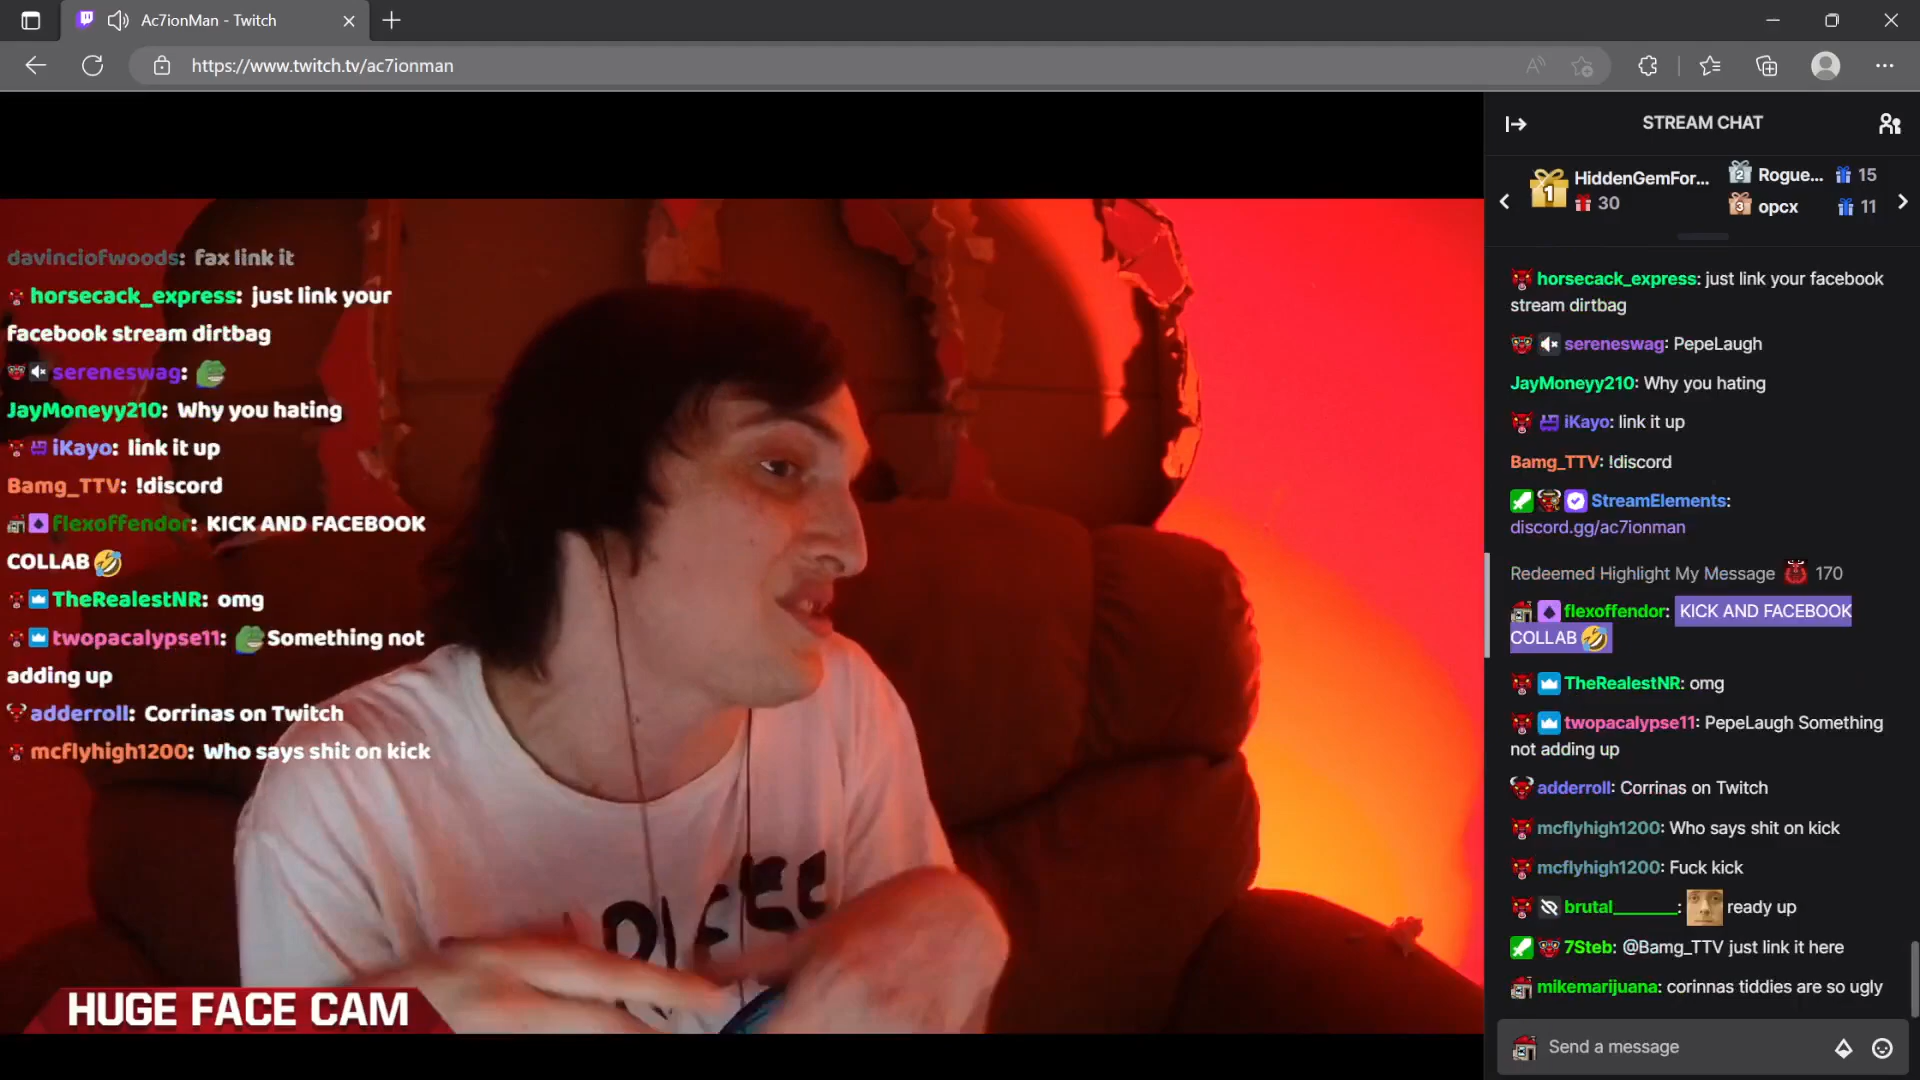 Ac7ionMan - Twitch
https://www.twitch.tv/ac7ionman
davinciofwoods: fax link it
horsecack_express: just link your
facebook stream dirtbag
sereneswag:
JayMoneyy210: Why you hating
iKayo: link it up
Bamg_TTV: !discord
flexoffendor: KICK AND FACEBOOK
COLLAB 🤣
TheRealestNR: omg
twopacalypse11: Something not
adding up
adderroll: Corrinas on Twitch
mcflyhigh1200: Who says shit on kick
HUGE FACE CAM
STREAM CHAT
1 HiddenGemFor... 30
2 Rogue... 15
3 opcx 11
horsecack_express: just link your facebook
stream dirtbag
sereneswag: PepeLaugh
JayMoneyy210: Why you hating
iKayo: link it up
Bamg_TTV: !discord
StreamElements:
discord.gg/ac7ionman
Redeemed Highlight My Message 170
flexoffendor: KICK AND FACEBOOK
COLLAB 🤣
TheRealestNR: omg
twopacalypse11: PepeLaugh Something
not adding up
adderroll: Corrinas on Twitch
mcflyhigh1200: Who says shit on kick
mcflyhigh1200: Fuck kick
brutal_______: ready up
7Steb: @Bamg_TTV just link it here
mikemarijuana: corinnas tiddies are so ugly
Send a message